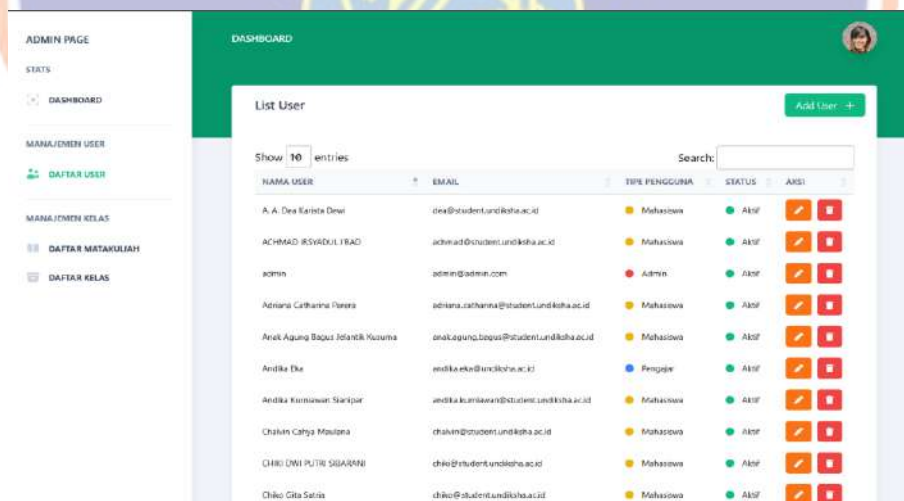 ADMIN PAGE
DASHBOARD
STATS
DASHBOARD
List User
Add User +
MANAJEMEN USER
DAFTAR USER
Show 10 entries
Search:
NAMA USER EMAIL TIPE PENGGUNA STATUS AKSI
A. A. Dea Karista Dewi dea@student.undiksha.ac.id Mahasiswa Aktif
MANAJEMEN KELAS
DAFTAR MATAKULIAH
DAFTAR KELAS
ACHMAD IRSYADUL I'BAD achmad@student.undiksha.ac.id Mahasiswa Aktif
admin admin@admin.com Admin Aktif
Adriana Catharina Perera adriana.catharina@student.undiksha.ac.id Mahasiswa Aktif
Anak Agung Bagus Jelantik Kusuma anak.agung.bagus@student.undiksha.ac.id Mahasiswa Aktif
Andika Eka andika.eka@undiksha.ac.id Pengajar Aktif
Andika Kurniawan Sianipar andika.kurniawan@student.undiksha.ac.id Mahasiswa Aktif
Chalvin Cahya Maulana chalvin@student.undiksha.ac.id Mahasiswa Aktif
CHIKI DWI PUTRI SIBARANI chiki@student.undiksha.ac.id Mahasiswa Aktif
Chiko Gita Satria chiko@student.undiksha.ac.id Mahasiswa Aktif